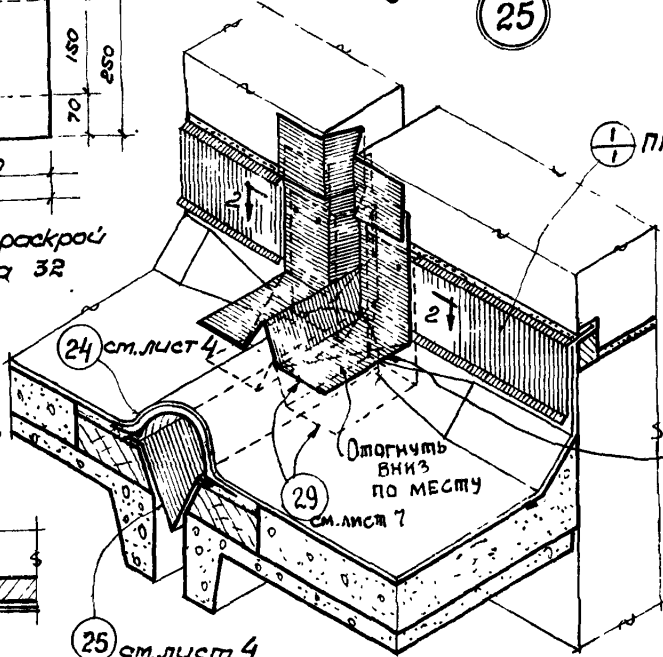 25
150
250
70
1
1
раскрой
32
2
2
24 см. лист 4
Отогнуть
вниз
по месту
29
см. лист 7
25 см. лист 4